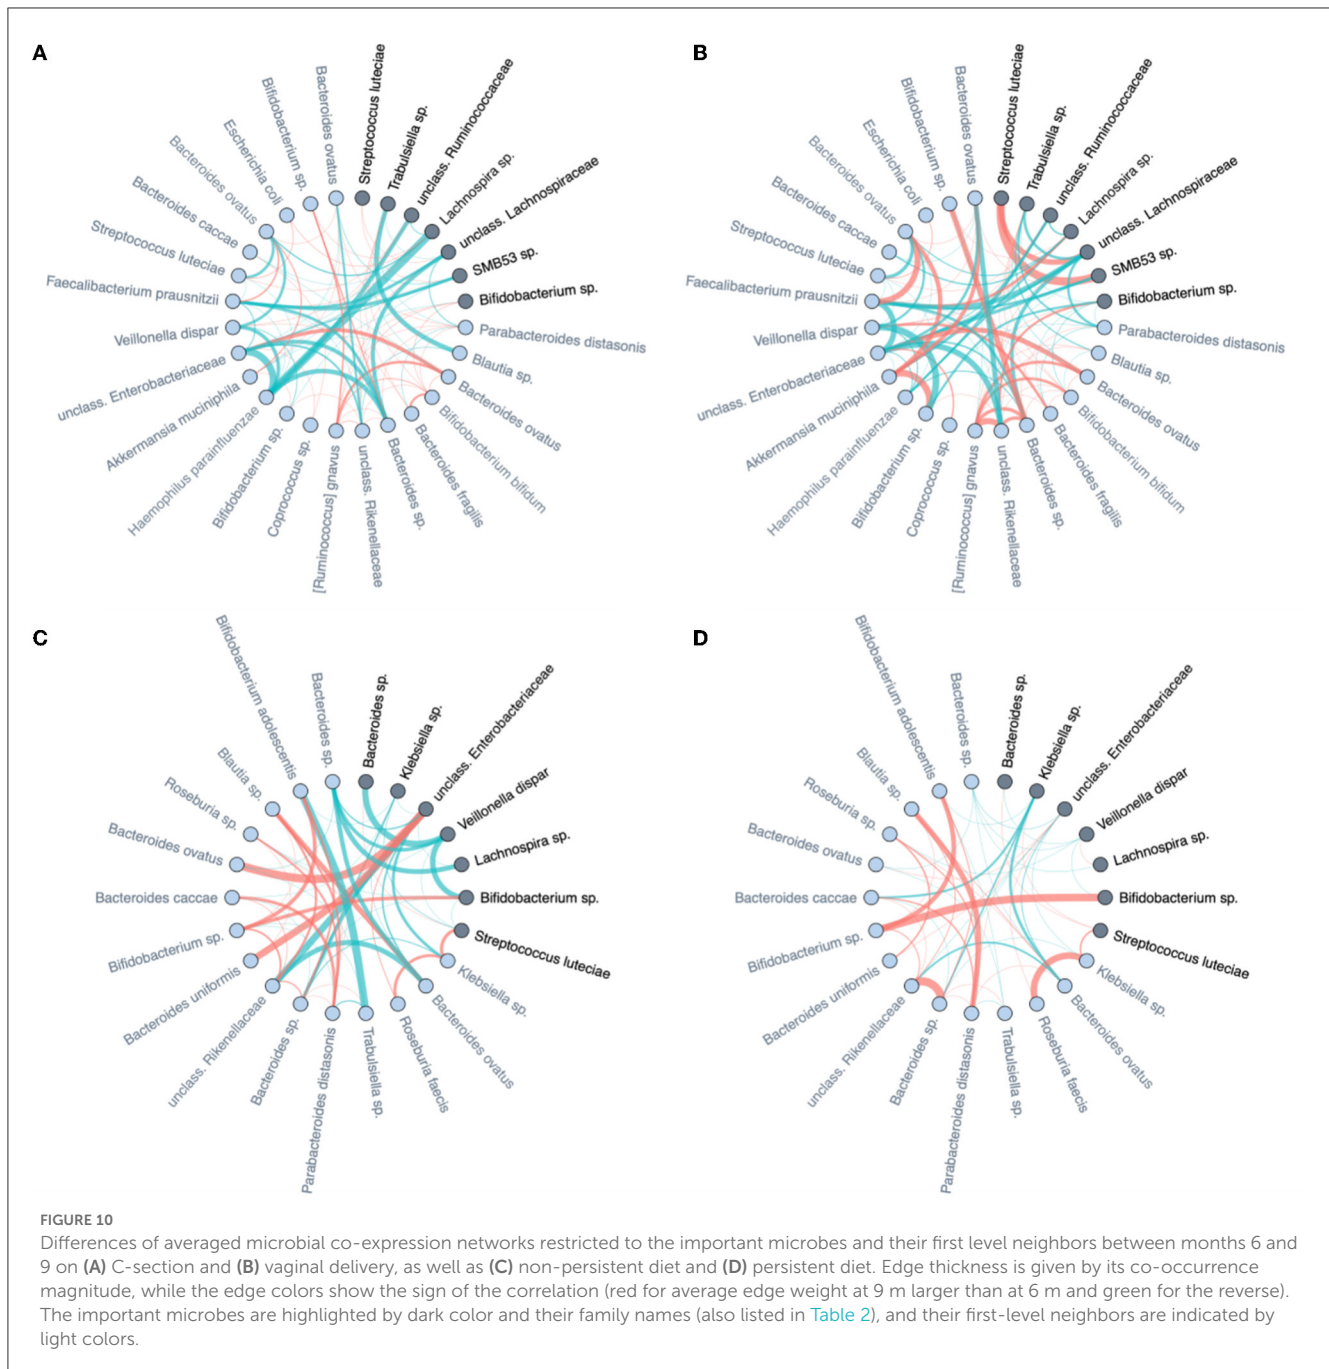 A
Streptococcus luteciae
Trabulsiella sp.
unclass. Ruminococcaceae
Lachnospira sp.
unclass. Lachnospiraceae
SMB53 sp.
Bifidobacterium sp.
Parabacteroides distasonis
Blautia sp.
Bacteroides ovatus
Bifidobacterium bifidum
Bacteroides fragilis
Bacteroides sp.
unclass. Rikenellaceae
[Ruminococcus] gnavus
Coprococcus sp.
Bifidobacterium sp.
Haemophilus parainfluenzae
Akkermansia muciniphila
unclass. Enterobacteriaceae
Veillonella dispar
Faecalibacterium prausnitzii
Streptococcus luteciae
Bacteroides caccae
Bacteroides ovatus
Escherichia coli
Bifidobacterium sp.
Bacteroides ovatus
B
Streptococcus luteciae
Trabulsiella sp.
unclass. Ruminococcaceae
Lachnospira sp.
unclass. Lachnospiraceae
SMB53 sp.
Bifidobacterium sp.
Parabacteroides distasonis
Blautia sp.
Bacteroides ovatus
Bifidobacterium bifidum
Bacteroides fragilis
Bacteroides sp.
unclass. Rikenellaceae
[Ruminococcus] gnavus
Coprococcus sp.
Bifidobacterium sp.
Haemophilus parainfluenzae
Akkermansia muciniphila
unclass. Enterobacteriaceae
Veillonella dispar
Faecalibacterium prausnitzii
Streptococcus luteciae
Bacteroides caccae
Bacteroides ovatus
Escherichia coli
Bifidobacterium sp.
Bacteroides ovatus
C
Bacteroides sp.
Klebsiella sp.
unclass. Enterobacteriaceae
Veillonella dispar
Lachnospira sp.
Bifidobacterium sp.
Streptococcus luteciae
Klebsiella sp.
Bacteroides ovatus
Roseburia faecis
Trabulsiella sp.
Parabacteroides distasonis
Bacteroides sp.
unclass. Rikenellaceae
Bacteroides uniformis
Bifidobacterium sp.
Bacteroides caccae
Bacteroides ovatus
Roseburia sp.
Blautia sp.
Bifidobacterium adolescentis
Bacteroides sp.
D
Bacteroides sp.
Klebsiella sp.
unclass. Enterobacteriaceae
Veillonella dispar
Lachnospira sp.
Bifidobacterium sp.
Streptococcus luteciae
Klebsiella sp.
Bacteroides ovatus
Roseburia faecis
Trabulsiella sp.
Parabacteroides distasonis
Bacteroides sp.
unclass. Rikenellaceae
Bacteroides uniformis
Bifidobacterium sp.
Bacteroides caccae
Bacteroides ovatus
Roseburia sp.
Blautia sp.
Bifidobacterium adolescentis
Bacteroides sp.
FIGURE 10
Differences of averaged microbial co-expression networks restricted to the important microbes and their first level neighbors between months 6 and
9 on (A) C-section and (B) vaginal delivery, as well as (C) non-persistent diet and (D) persistent diet. Edge thickness is given by its co-occurrence
magnitude, while the edge colors show the sign of the correlation (red for average edge weight at 9 m larger than at 6 m and green for the reverse).
The important microbes are highlighted by dark color and their family names (also listed in Table 2), and their first-level neighbors are indicated by
light colors.